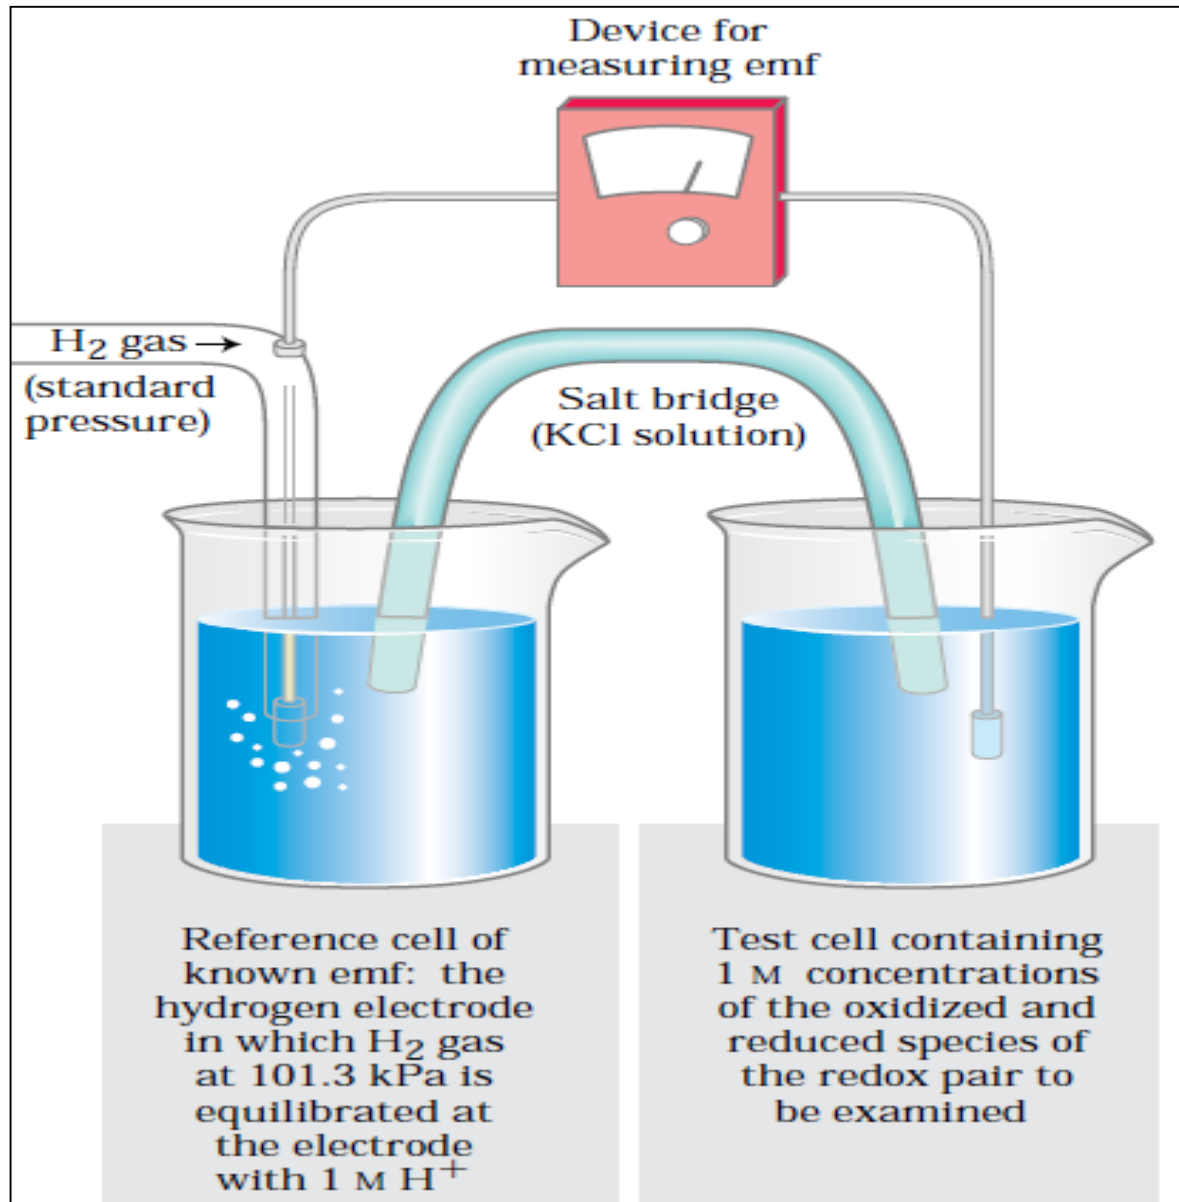 Device for
measuring emf
H₂ gas →
(standard
pressure)
Salt bridge
(KCl solution)
Reference cell of
known emf: the
hydrogen electrode
in which H₂ gas
at 101.3 kPa is
equilibrated at
the electrode
with 1 M H⁺
Test cell containing
1 M concentrations
of the oxidized and
reduced species of
the redox pair to
be examined